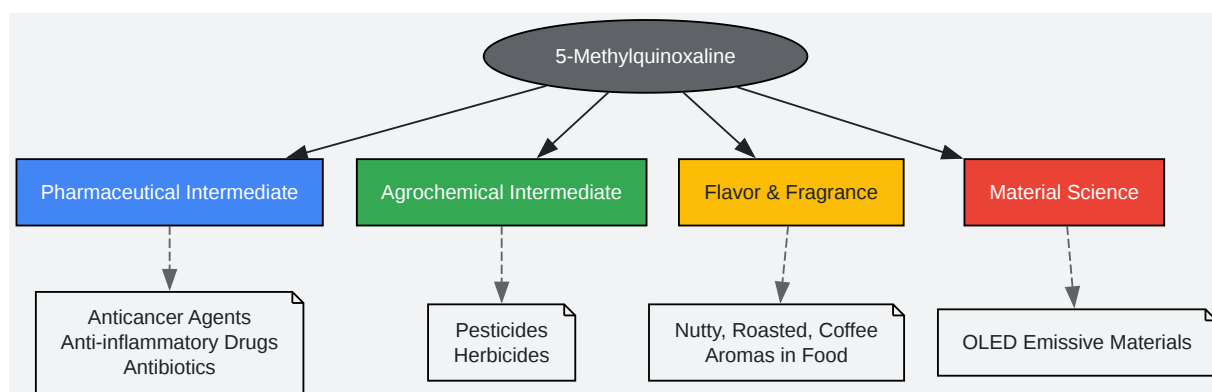 5-Methylquinoxaline
Pharmaceutical Intermediate
Agrochemical Intermediate
Flavor & Fragrance
Material Science
Anticancer Agents
Anti-inflammatory Drugs
Antibiotics
Pesticides
Herbicides
Nutty, Roasted, Coffee
Aromas in Food
OLED Emissive Materials